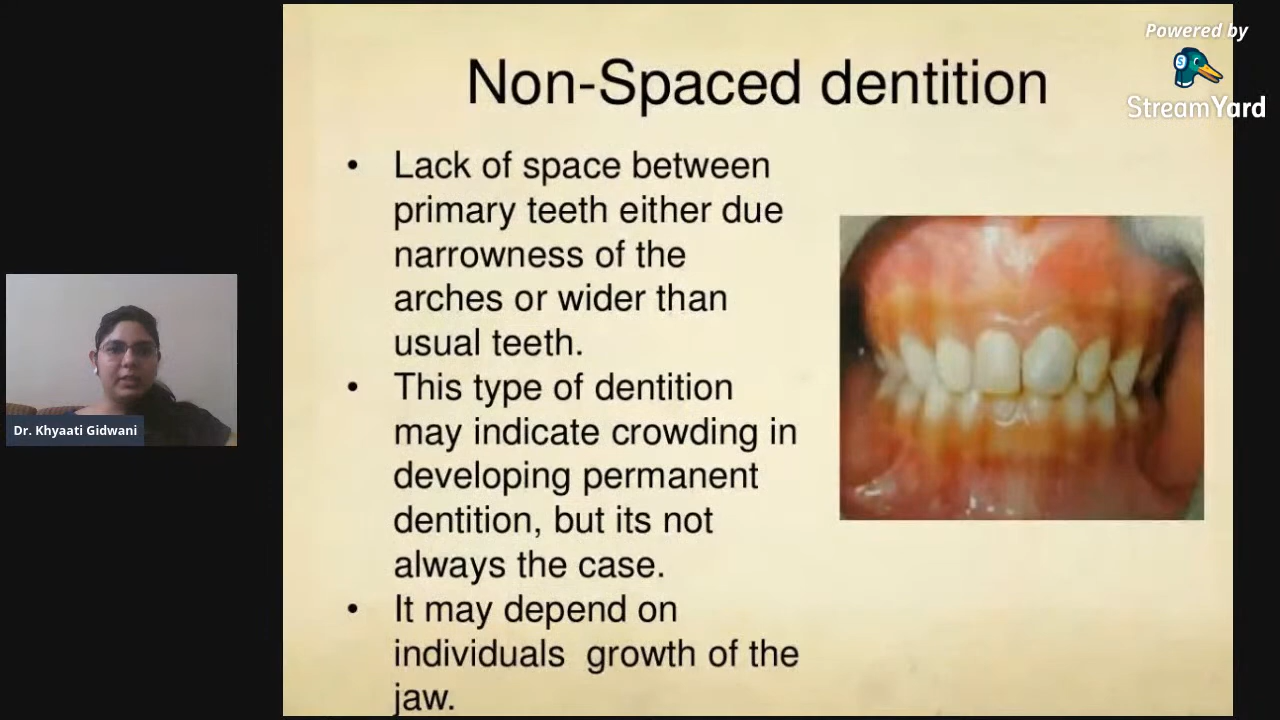 Powered by
StreamYard
Non-Spaced dentition
• Lack of space between
primary teeth either due
narrowness of the
arches or wider than
usual teeth.
• This type of dentition
may indicate crowding in
developing permanent
dentition, but its not
always the case.
• It may depend on
individuals growth of the
jaw.
Dr. Khyaati Gidwani